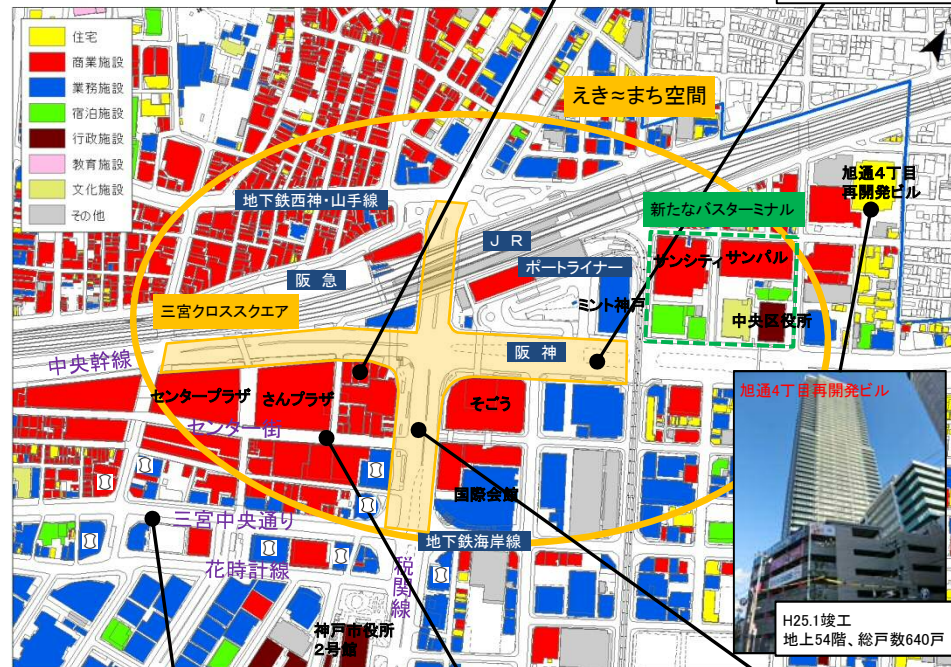 住宅
商業施設
業務施設
宿泊施設
行政施設
教育施設
文化施設
その他
えき≈まち空間
旭通4丁目
再開発ビル
地下鉄西神・山手線
新たなバスターミナル
ＪＲ
サンシティ
サンパル
ポートライナー
阪急
ミント神戸
三宮クロススクエア
中央区役所
阪神
中央幹線
センタープラザ
さんプラザ
そごう
旭通4丁目再開発ビル
センター街
国際会館
三宮中央通り
地下鉄海岸線
花時計線
税関線
神戸市役所
2号館
H25.1竣工
地上54階、総戸数640戸